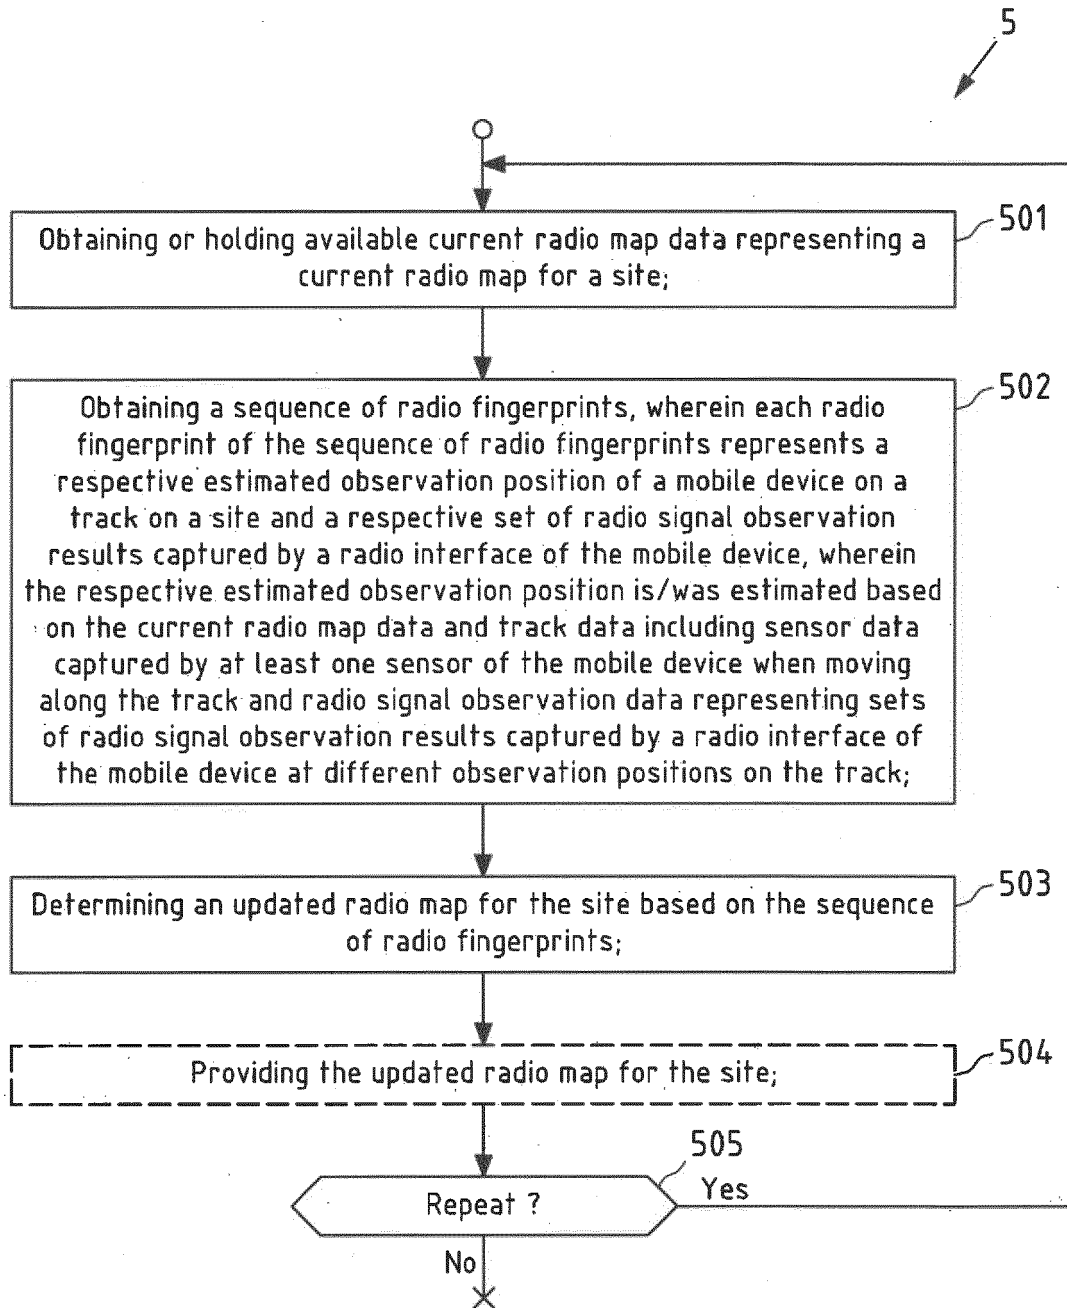 5
501
Obtaining or holding available current radio map data representing a
current radio map for a site;
502
Obtaining a sequence of radio fingerprints, wherein each radio
fingerprint of the sequence of radio fingerprints represents a
respective estimated observation position of a mobile device on a
track on a site and a respective set of radio signal observation
results captured by a radio interface of the mobile device, wherein
the respective estimated observation position is/was estimated based
on the current radio map data and track data including sensor data
captured by at least one sensor of the mobile device when moving
along the track and radio signal observation data representing sets
of radio signal observation results captured by a radio interface of
the mobile device at different observation positions on the track;
503
Determining an updated radio map for the site based on the sequence
of radio fingerprints;
504
Providing the updated radio map for the site;
505
Repeat ?
Yes
No